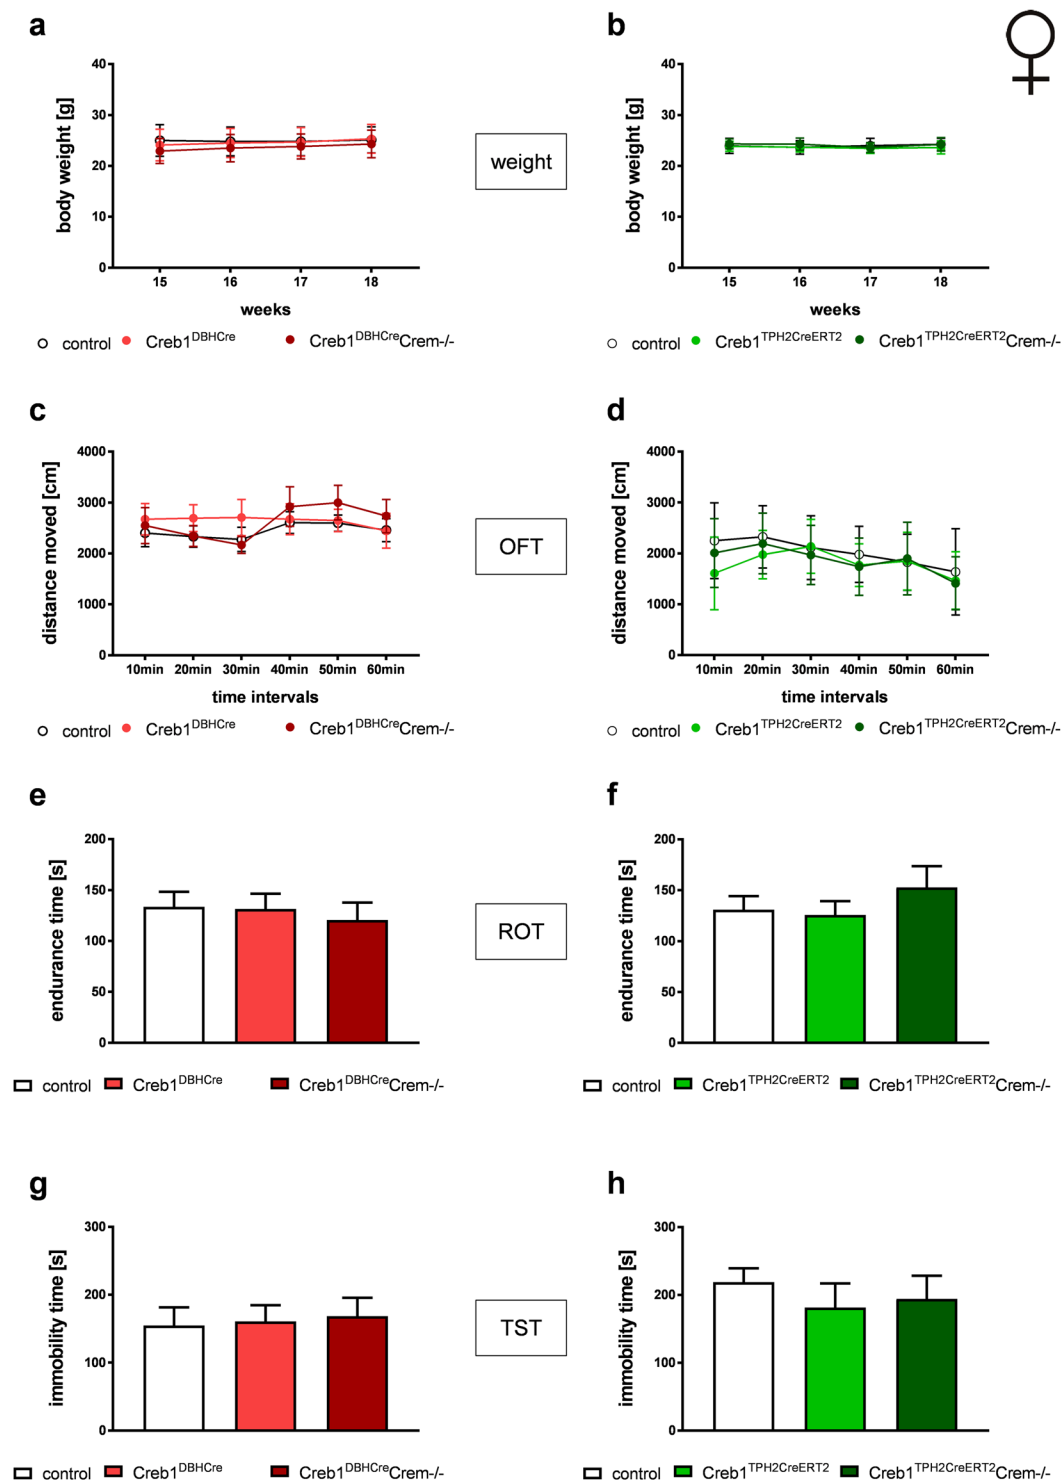 a
b
40
30
20
10
0
body weight [g]
15 16 17 18
weeks
control Creb1DBHCre Creb1DBHCreCrem-/-
weight
40
30
20
10
0
body weight [g]
15 16 17 18
weeks
control Creb1TPH2CreERT2 Creb1TPH2CreERT2Crem-/-
c
d
4000
3000
2000
1000
0
distance moved [cm]
10min 20min 30min 40min 50min 60min
time intervals
control Creb1DBHCre Creb1DBHCreCrem-/-
OFT
4000
3000
2000
1000
0
distance moved [cm]
10min 20min 30min 40min 50min 60min
time intervals
control Creb1TPH2CreERT2 Creb1TPH2CreERT2Crem-/-
e
f
200
150
100
50
0
endurance time [s]
control Creb1DBHCre Creb1DBHCreCrem-/-
ROT
200
150
100
50
0
endurance time [s]
control Creb1TPH2CreERT2 Creb1TPH2CreERT2Crem-/-
g
h
300
200
100
0
immobility time [s]
control Creb1DBHCre Creb1DBHCreCrem-/-
TST
300
200
100
0
immobility time [s]
control Creb1TPH2CreERT2 Creb1TPH2CreERT2Crem-/-